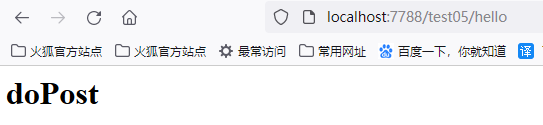 localhost:7788/test05/hello
火狐官方站点 火狐官方站点 最常访问 常用网址 百度一下，你就知道 译
doPost